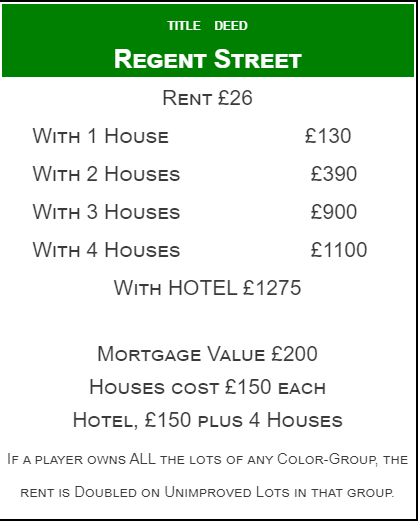 TITLE DEED
REGENT STREET
RENT £26
WITH 1 HOUSE £130
WITH 2 HOUSES £390
WITH 3 HOUSES £900
WITH 4 HOUSES £1100
WITH HOTEL £1275
MORTGAGE VALUE £200
HOUSES COST £150 EACH
HOTEL, £150 PLUS 4 HOUSES
IF A PLAYER OWNS ALL THE LOTS OF ANY COLOR-GROUP, THE
RENT IS DOUBLED ON UNIMPROVED LOTS IN THAT GROUP.